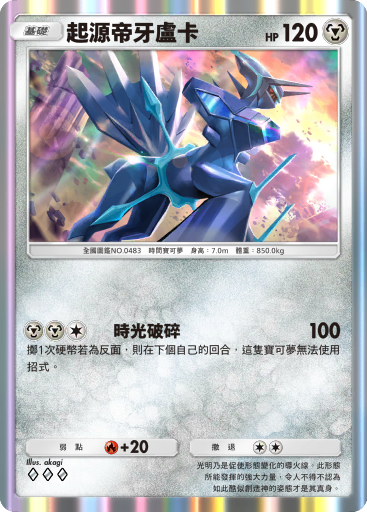 基礎 起源帝牙盧卡 HP 120
全國圖鑑NO.0483 時間寶可夢 身高：7.0m 體重：850.0kg
時光破碎 100
擲1次硬幣若為反面，則在下個自己的回合，這隻寶可夢無法使用
招式。
弱點 +20 撤退
Illus. akagi
光明乃是促使形態變化的導火線。此形態
所能發揮的強大力量，令人不得不認為
如此酷似創造神的姿態才是其真身。